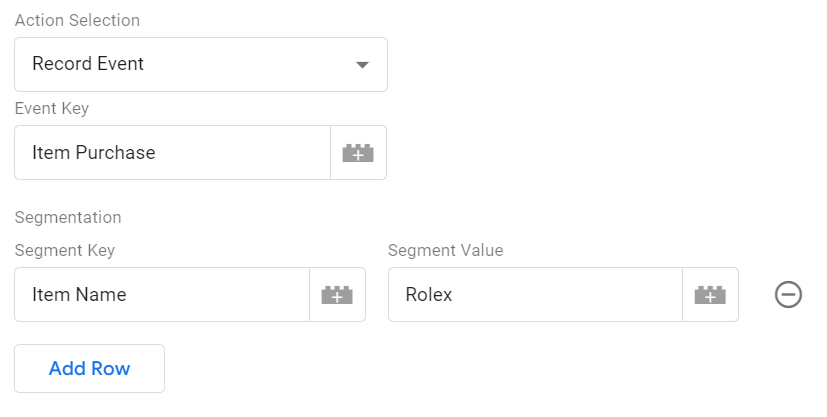 Action Selection
Record Event
Event Key
Item Purchase
Segmentation
Segment Key Segment Value
Item Name Rolex
Add Row